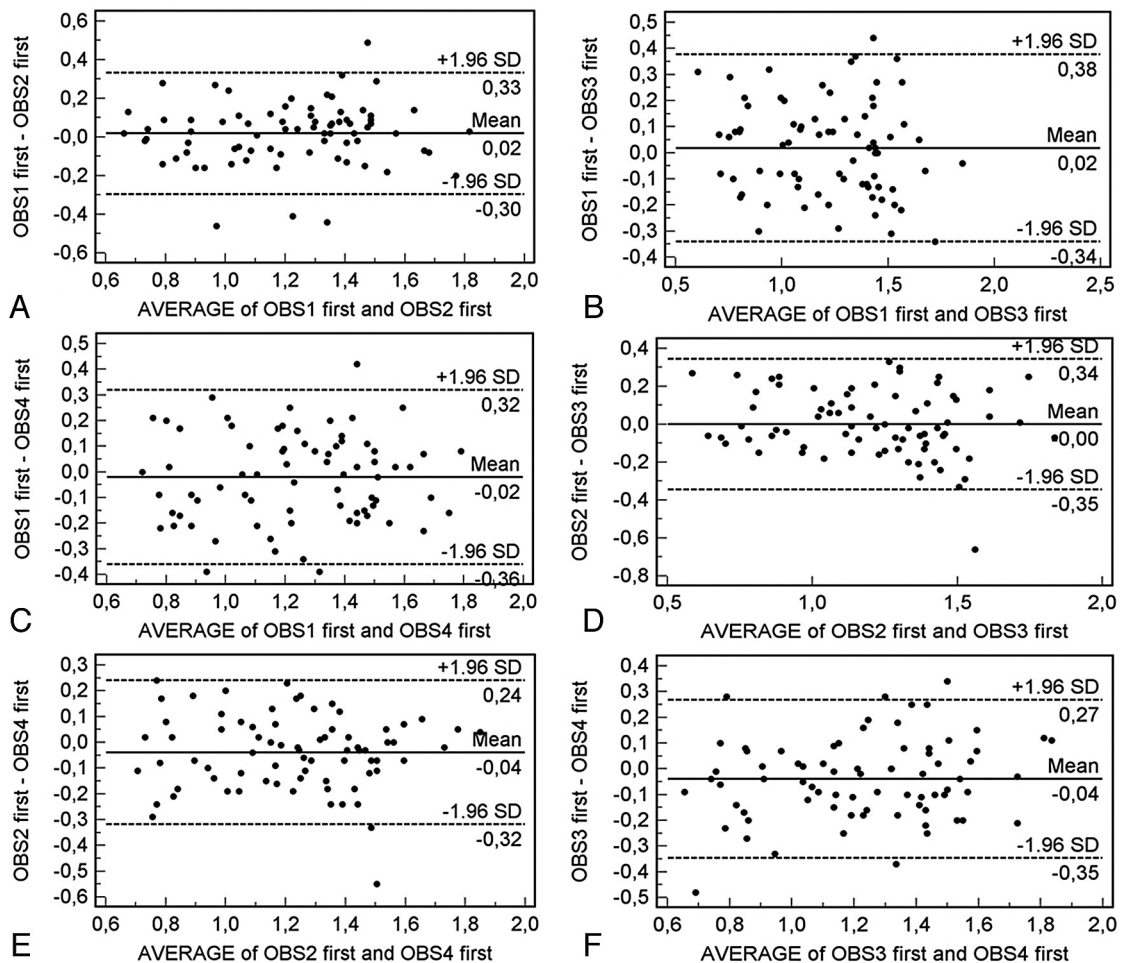 0,6
0,4
0,2
-0,0
-0,2
-0,4
-0,6
OBS1 first - OBS2 first
+1.96 SD
0,33
Mean
0,02
-1.96 SD
-0,30
0,6 0,8 1,0 1,2 1,4 1,6 1,8 2,0
AVERAGE of OBS1 first and OBS2 first
A
0,5
0,4
0,3
0,2
0,1
0,0
-0,1
-0,2
-0,3
-0,4
OBS1 first - OBS3 first
+1.96 SD
0,38
Mean
0,02
-1.96 SD
-0,34
0,5 1,0 1,5 2,0 2,5
AVERAGE of OBS1 first and OBS3 first
B
0,5
0,4
0,3
0,2
0,1
0,0
-0,1
-0,2
-0,3
-0,4
OBS1 first - OBS4 first
+1.96 SD
0,32
Mean
-0,02
-1.96 SD
-0,36
0,6 0,8 1,0 1,2 1,4 1,6 1,8 2,0
AVERAGE of OBS1 first and OBS4 first
C
0,4
0,2
0,0
-0,2
-0,4
-0,6
-0,8
OBS2 first - OBS3 first
+1.96 SD
0,34
Mean
-0,00
-1.96 SD
-0,35
0,5 1,0 1,5 2,0
AVERAGE of OBS2 first and OBS3 first
D
0,3
0,2
0,1
0,0
-0,1
-0,2
-0,3
-0,4
-0,5
-0,6
OBS2 first - OBS4 first
+1.96 SD
0,24
Mean
-0,04
-1.96 SD
-0,32
0,6 0,8 1,0 1,2 1,4 1,6 1,8 2,0
AVERAGE of OBS2 first and OBS4 first
E
0,4
0,3
0,2
0,1
0,0
-0,1
-0,2
-0,3
-0,4
-0,5
OBS3 first - OBS4 first
+1.96 SD
0,27
Mean
-0,04
-1.96 SD
-0,35
0,6 0,8 1,0 1,2 1,4 1,6 1,8 2,0
AVERAGE of OBS3 first and OBS4 first
F